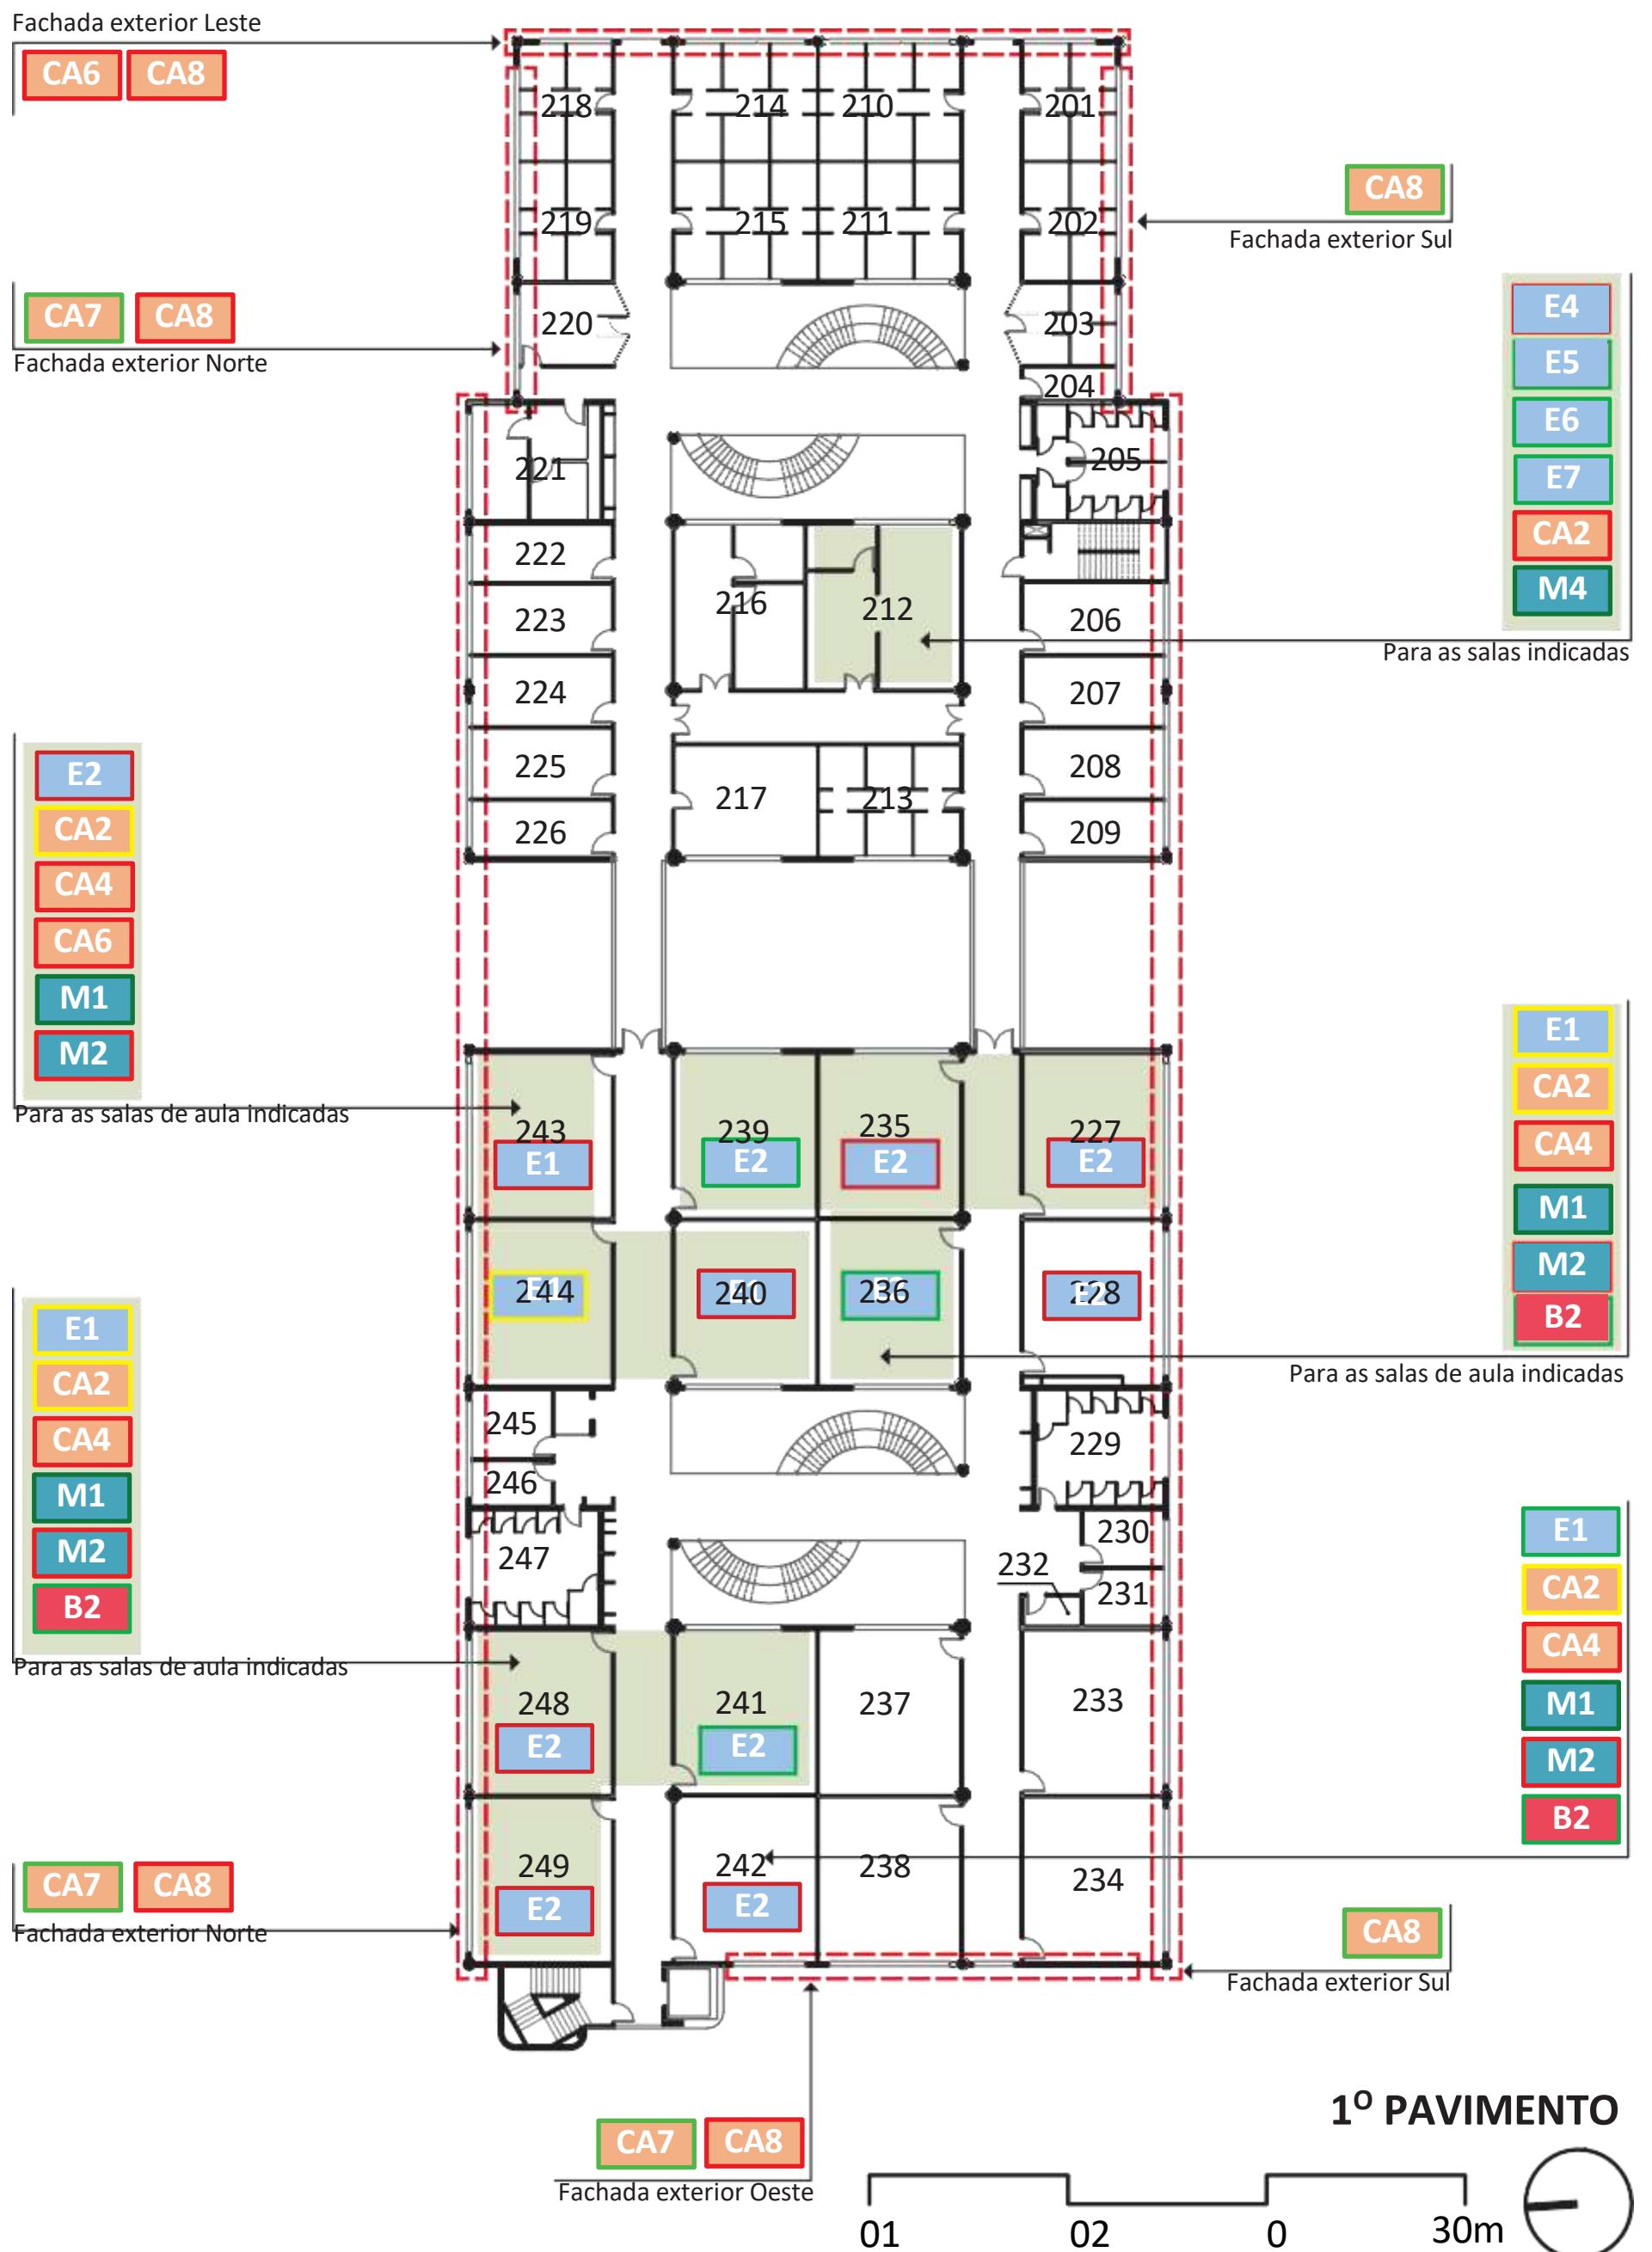 Fachada exterior Leste
CA6 CA8
218 214 210 201
CA8
219 215 211 202
Fachada exterior Sul
E4
CA7 CA8
220 203
Fachada exterior Norte
E5
204
E6
221 205
E7
CA2
222
M4
216 212
223 206
Para as salas indicadas
224 207
E2
225 208
217 213
CA2
226 209
CA4
CA6
M1
E1
M2
CA2
Para as salas de aula indicadas
243 239 235 227
CA4
E1 E2 E2 E2
M1
M2
244 240 236 228
E2
B2
E1
Para as salas de aula indicadas
CA2
245 229
CA4
246
M1
230
E1
M2
247 232
CA2
231
B2
CA4
Para as salas de aula indicadas
248 241 237 233
M1
E2 E2
M2
B2
249 242 238 234
CA7 CA8
E2 E2
Fachada exterior Norte
CA8
Fachada exterior Sul
1º PAVIMENTO
CA7 CA8
Fachada exterior Oeste
01 02 0 30m